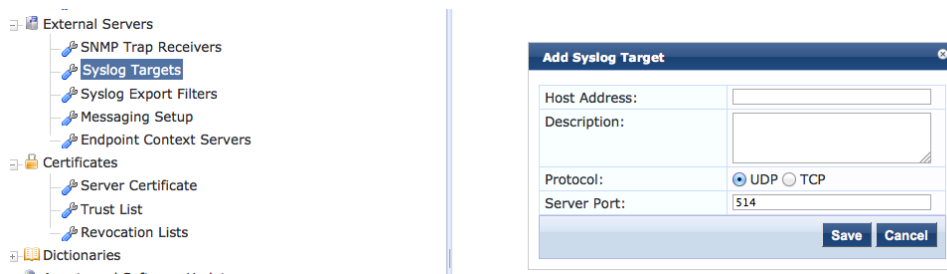 External Servers
SNMP Trap Receivers
Syslog Targets
Syslog Export Filters
Messaging Setup
Endpoint Context Servers
Certificates
Server Certificate
Trust List
Revocation Lists
Dictionaries
Add Syslog Target
Host Address:
Description:
Protocol: UDP TCP
Server Port: 514
Save Cancel